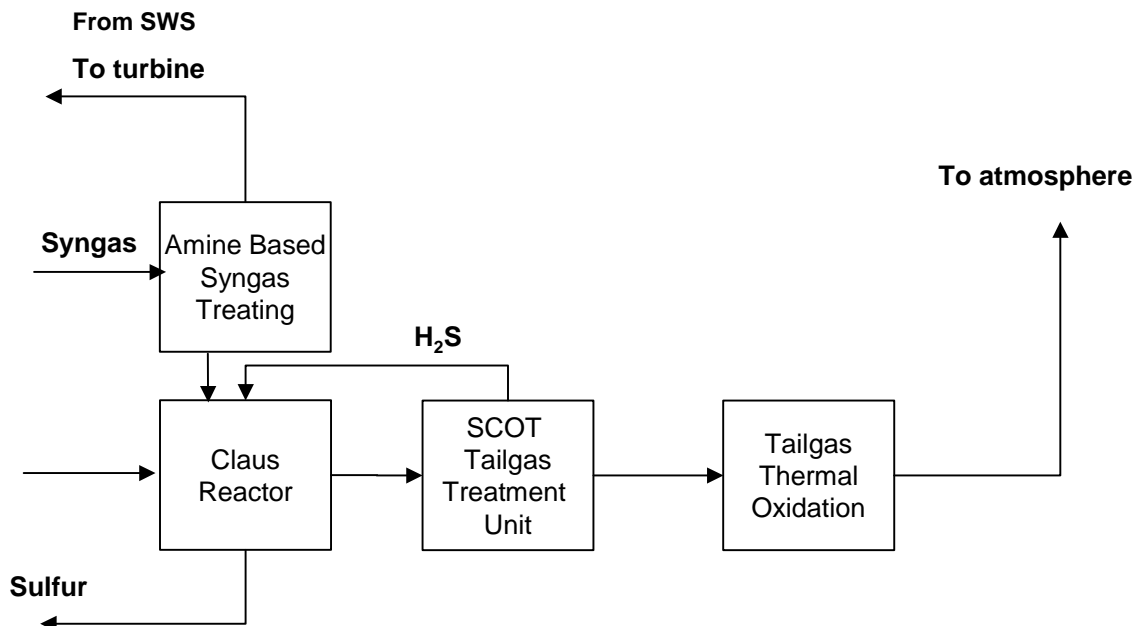 From SWS
To turbine
To atmosphere
Syngas
Amine Based
Syngas
Treating
H₂S
Claus
Reactor
SCOT
Tailgas
Treatment
Unit
Tailgas
Thermal
Oxidation
Sulfur